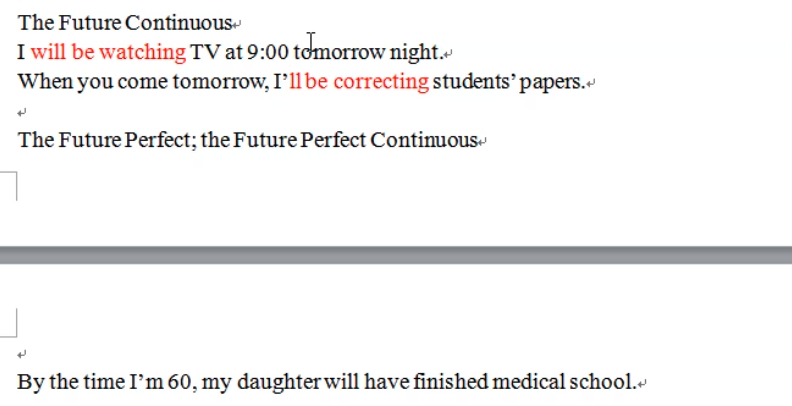 The Future Continuous
I will be watching TV at 9:00 tomorrow night.
When you come tomorrow, I’ll be correcting students’ papers.
The Future Perfect; the Future Perfect Continuous
By the time I’m 60, my daughter will have finished medical school.